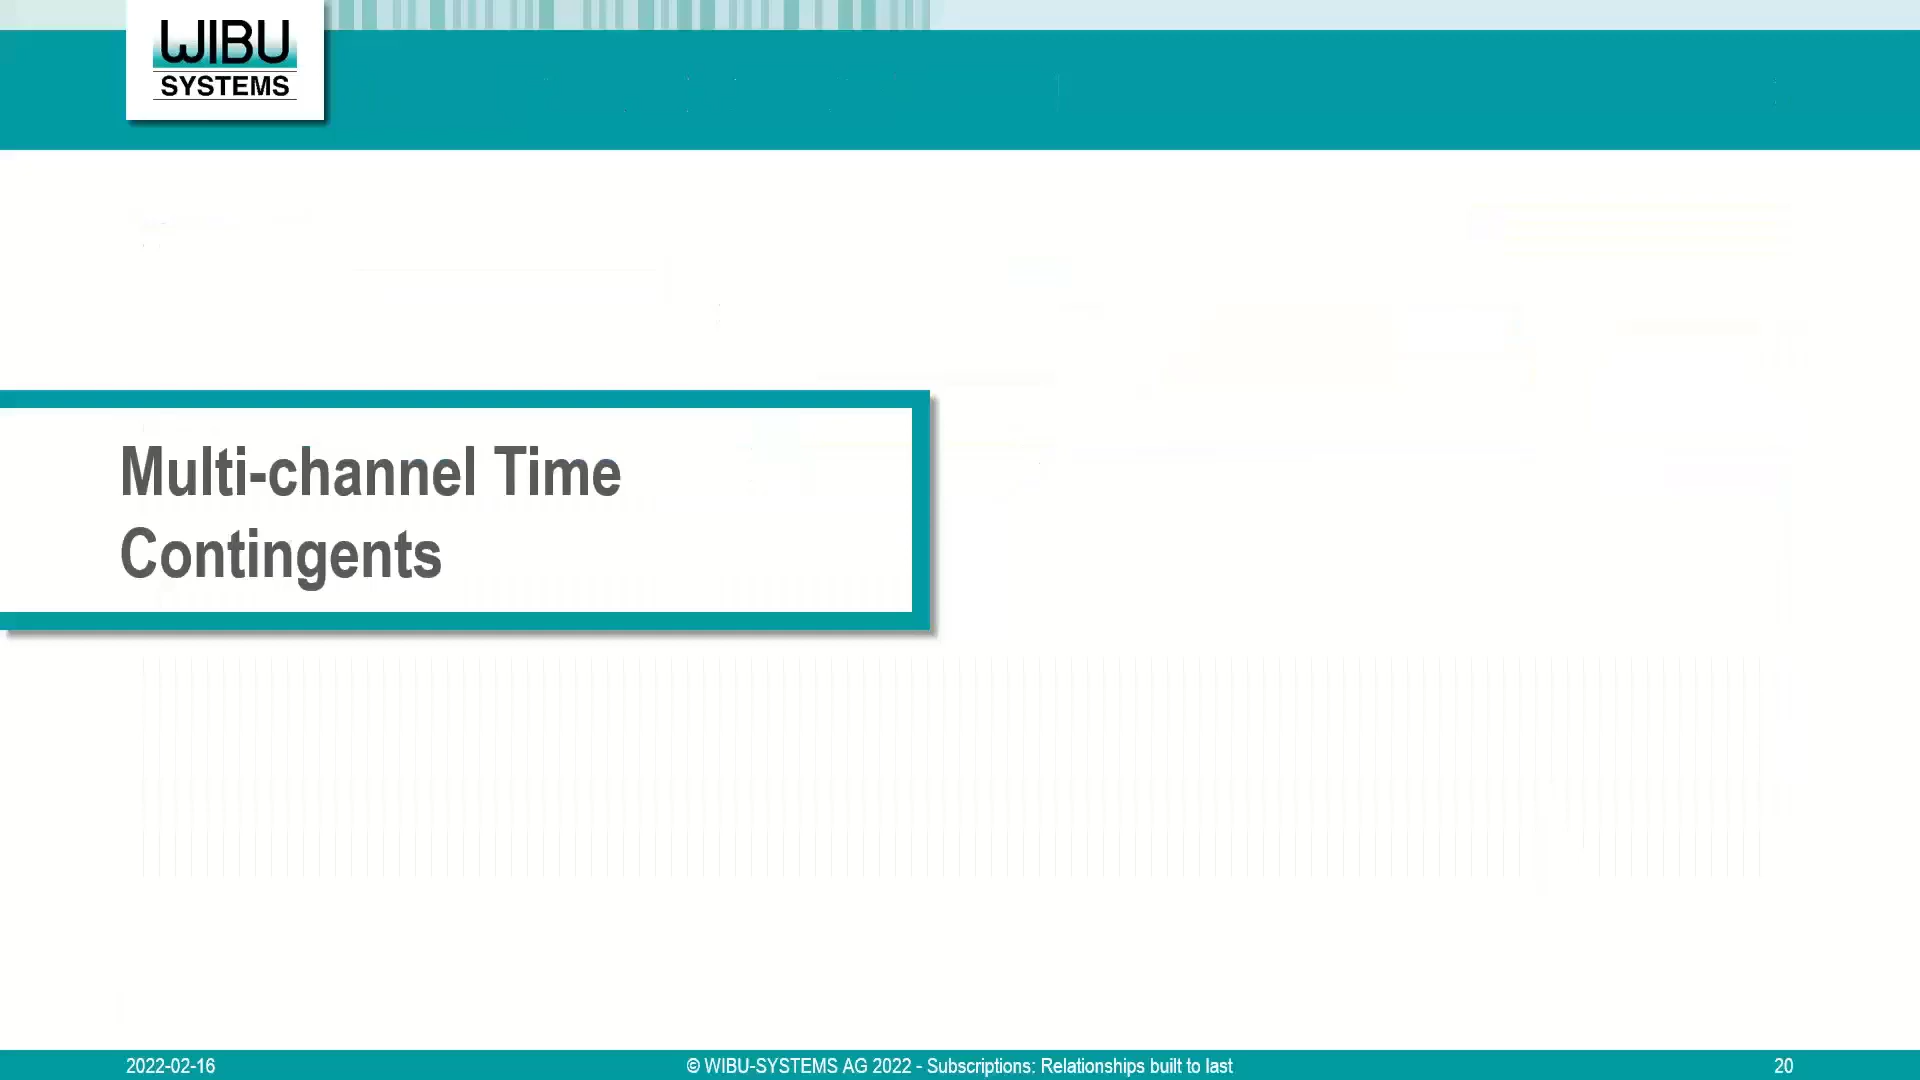 WIBU
SYSTEMS
Multi-channel Time
Contingents
2022-02-16
© WIBU-SYSTEMS AG 2022 - Subscriptions: Relationships built to last
20